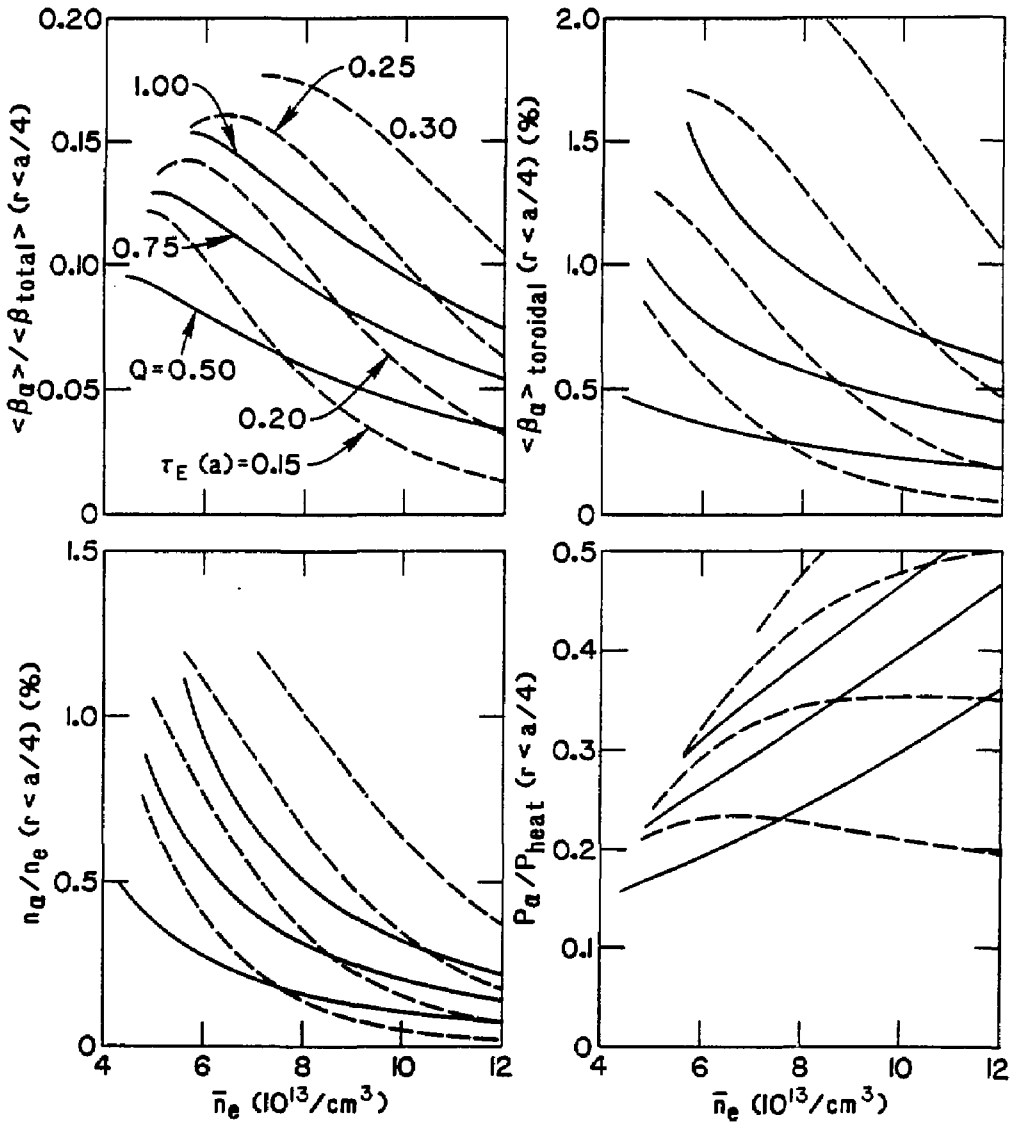 0.20
0.15
0.10
0.05
0
<βα> / <βtotal> (r < a/4)
1.00
0.25
0.30
0.75
Q=0.50
0.20
τE (a)=0.15
2.0
1.5
1.0
0.5
0
<βα> toroidal (r < a/4) (%)
1.5
1.0
0.5
0
nα/ne (r < a/4) (%)
4 6 8 10 12
n̄e (10¹³/cm³)
0.5
0.4
0.3
0.2
0.1
0
Pα/Pheat (r < a/4)
4 6 8 10 12
n̄e (10¹³/cm³)